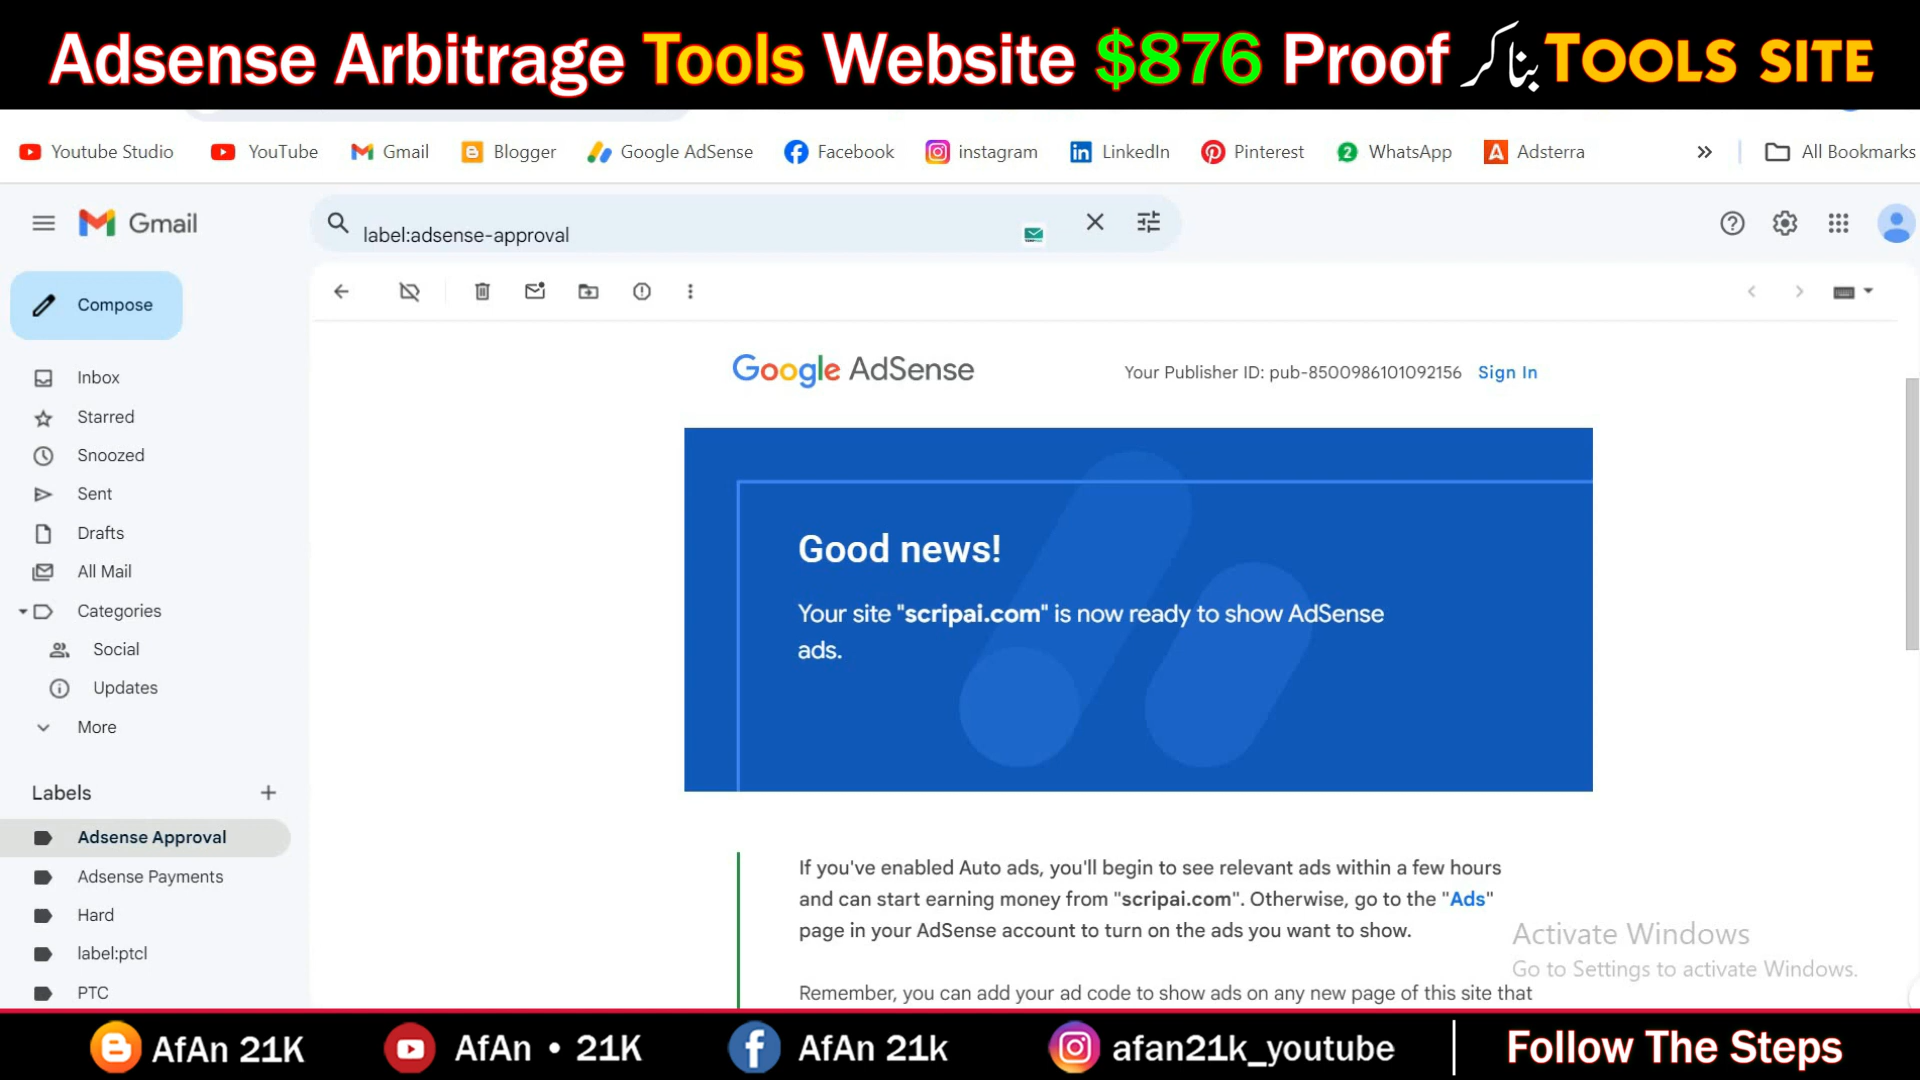 Adsense Arbitrage Tools Website $876 Proof بنا کر TOOLS SITE
Youtube Studio YouTube Gmail Blogger Google AdSense Facebook instagram LinkedIn Pinterest WhatsApp Adsterra All Bookmarks
Gmail
label:adsense-approval
Compose
Inbox
Starred
Snoozed
Sent
Drafts
All Mail
Categories
Social
Updates
More
Labels
Adsense Approval
Adsense Payments
Hard
label:ptcl
PTC
Google AdSense
Your Publisher ID: pub-8500986101092156 Sign In
Good news!
Your site "scripai.com" is now ready to show AdSense
ads.
If you've enabled Auto ads, you'll begin to see relevant ads within a few hours
and can start earning money from "scripai.com". Otherwise, go to the "Ads"
page in your AdSense account to turn on the ads you want to show.
Remember, you can add your ad code to show ads on any new page of this site that
Activate Windows
Go to Settings to activate Windows.
AfAn 21K AfAn • 21K AfAn 21k afan21k_youtube Follow The Steps